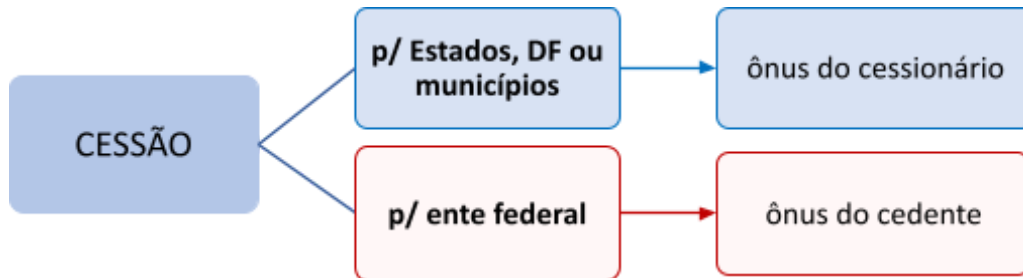 CESSÃO
p/ Estados, DF ou
municípios
ônus do cessionário
p/ ente federal
ônus do cedente